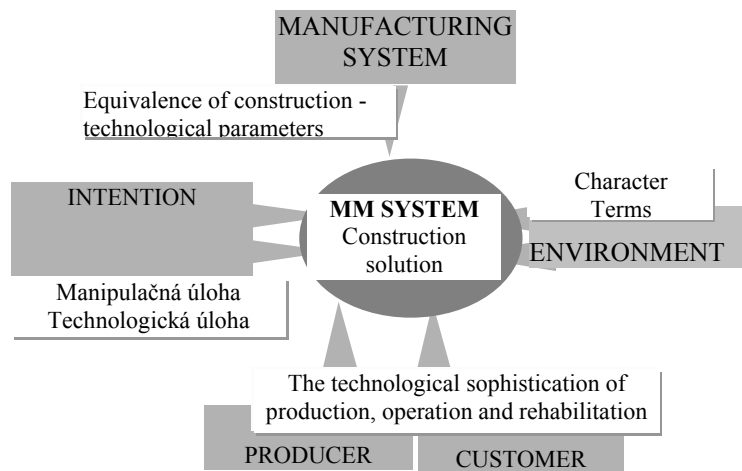 MANUFACTURING
SYSTEM
Equivalence of construction -
technological parameters
INTENTION
Manipulačná úloha
Technologická úloha
MM SYSTEM
Construction
solution
Character
Terms
ENVIRONMENT
The technological sophistication of
production, operation and rehabilitation
PRODUCER
CUSTOMER